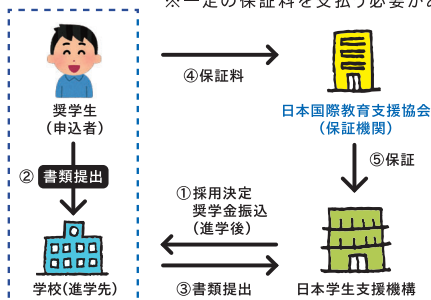 ※一定の保証料を支払う必要があ
④保証料
奨学生
(申込者)
日本国際教育支援協会
(保証機関)
②書類提出
⑤保証
①採用決定
奨学金振込
(進学後)
学校(進学先)
③書類提出
日本学生支援機構